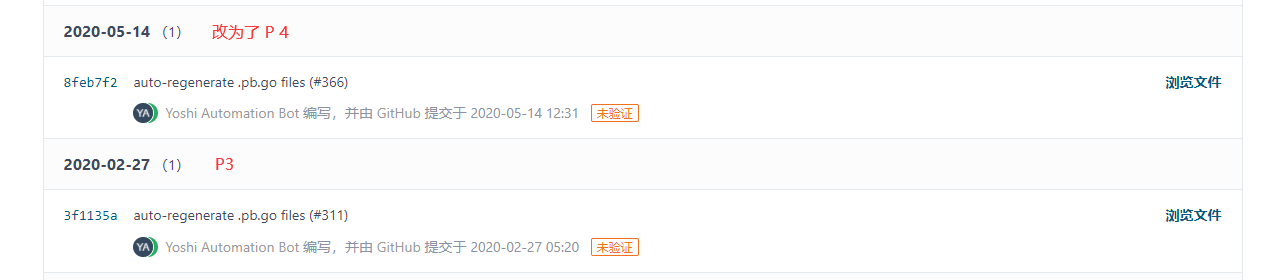 2020-05-14 (1) 改为了 P 4
8feb7f2 auto-regenerate .pb.go files (#366) 浏览文件
YA Yoshi Automation Bot 编写，并由 GitHub 提交于 2020-05-14 12:31 未验证
2020-02-27 (1) P3
3f1135a auto-regenerate .pb.go files (#311) 浏览文件
YA Yoshi Automation Bot 编写，并由 GitHub 提交于 2020-02-27 05:20 未验证